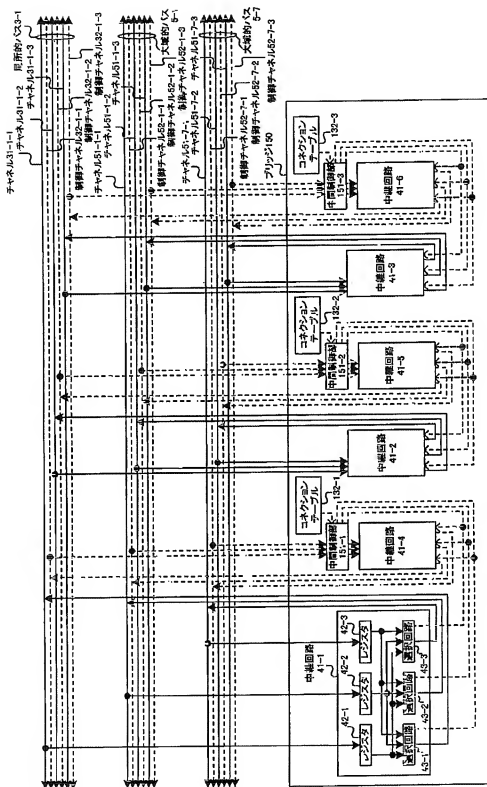 チャネル31-1-1
チャネル31-1-2
チャネル31-1-3
局所的バス3-1
制御チャネル32-1-1
制御チャネル32-1-2
制御チャネル32-1-3
チャネル51-1-1
チャネル51-1-2
チャネル51-1-3
大域的バス
5-1
制御チャネル52-1-1
制御チャネル52-1-2
制御チャネル52-1-3
チャネル51-7-1
チャネル51-7-2
チャネル51-7-3
大域的バス
5-7
制御チャネル52-7-1
制御チャネル52-7-2
制御チャネル52-7-3
ブリッジ150
中継回路
41-1
42-1
42-2
42-3
レジスタ
レジスタ
レジスタ
選択回路
選択回路
選択回路
43-1
43-2
43-3
コネクション
テーブル
132-1
中間制御部
151-1
中継回路
41-4
中継回路
41-2
コネクション
テーブル
132-2
中間制御部
151-2
中継回路
41-5
中継回路
41-3
コネクション
テーブル
132-3
中間制御部
151-3
中継回路
41-6